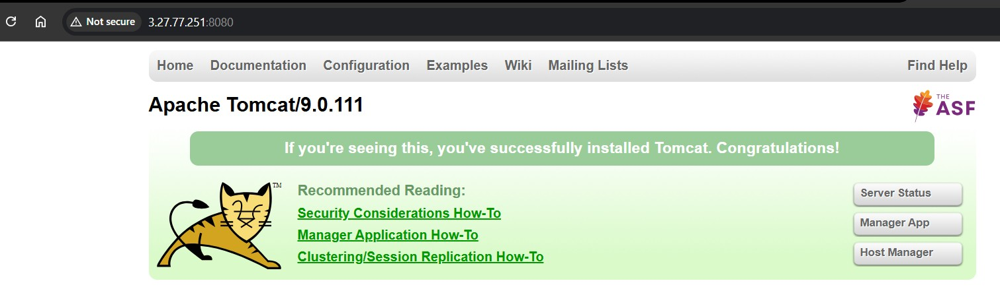 Not secure 3.27.77.251:8080
Home Documentation Configuration Examples Wiki Mailing Lists Find Help
Apache Tomcat/9.0.111
THE
ASF
If you're seeing this, you've successfully installed Tomcat. Congratulations!
TM
Recommended Reading:
Security Considerations How-To
Manager Application How-To
Clustering/Session Replication How-To
Server Status
Manager App
Host Manager